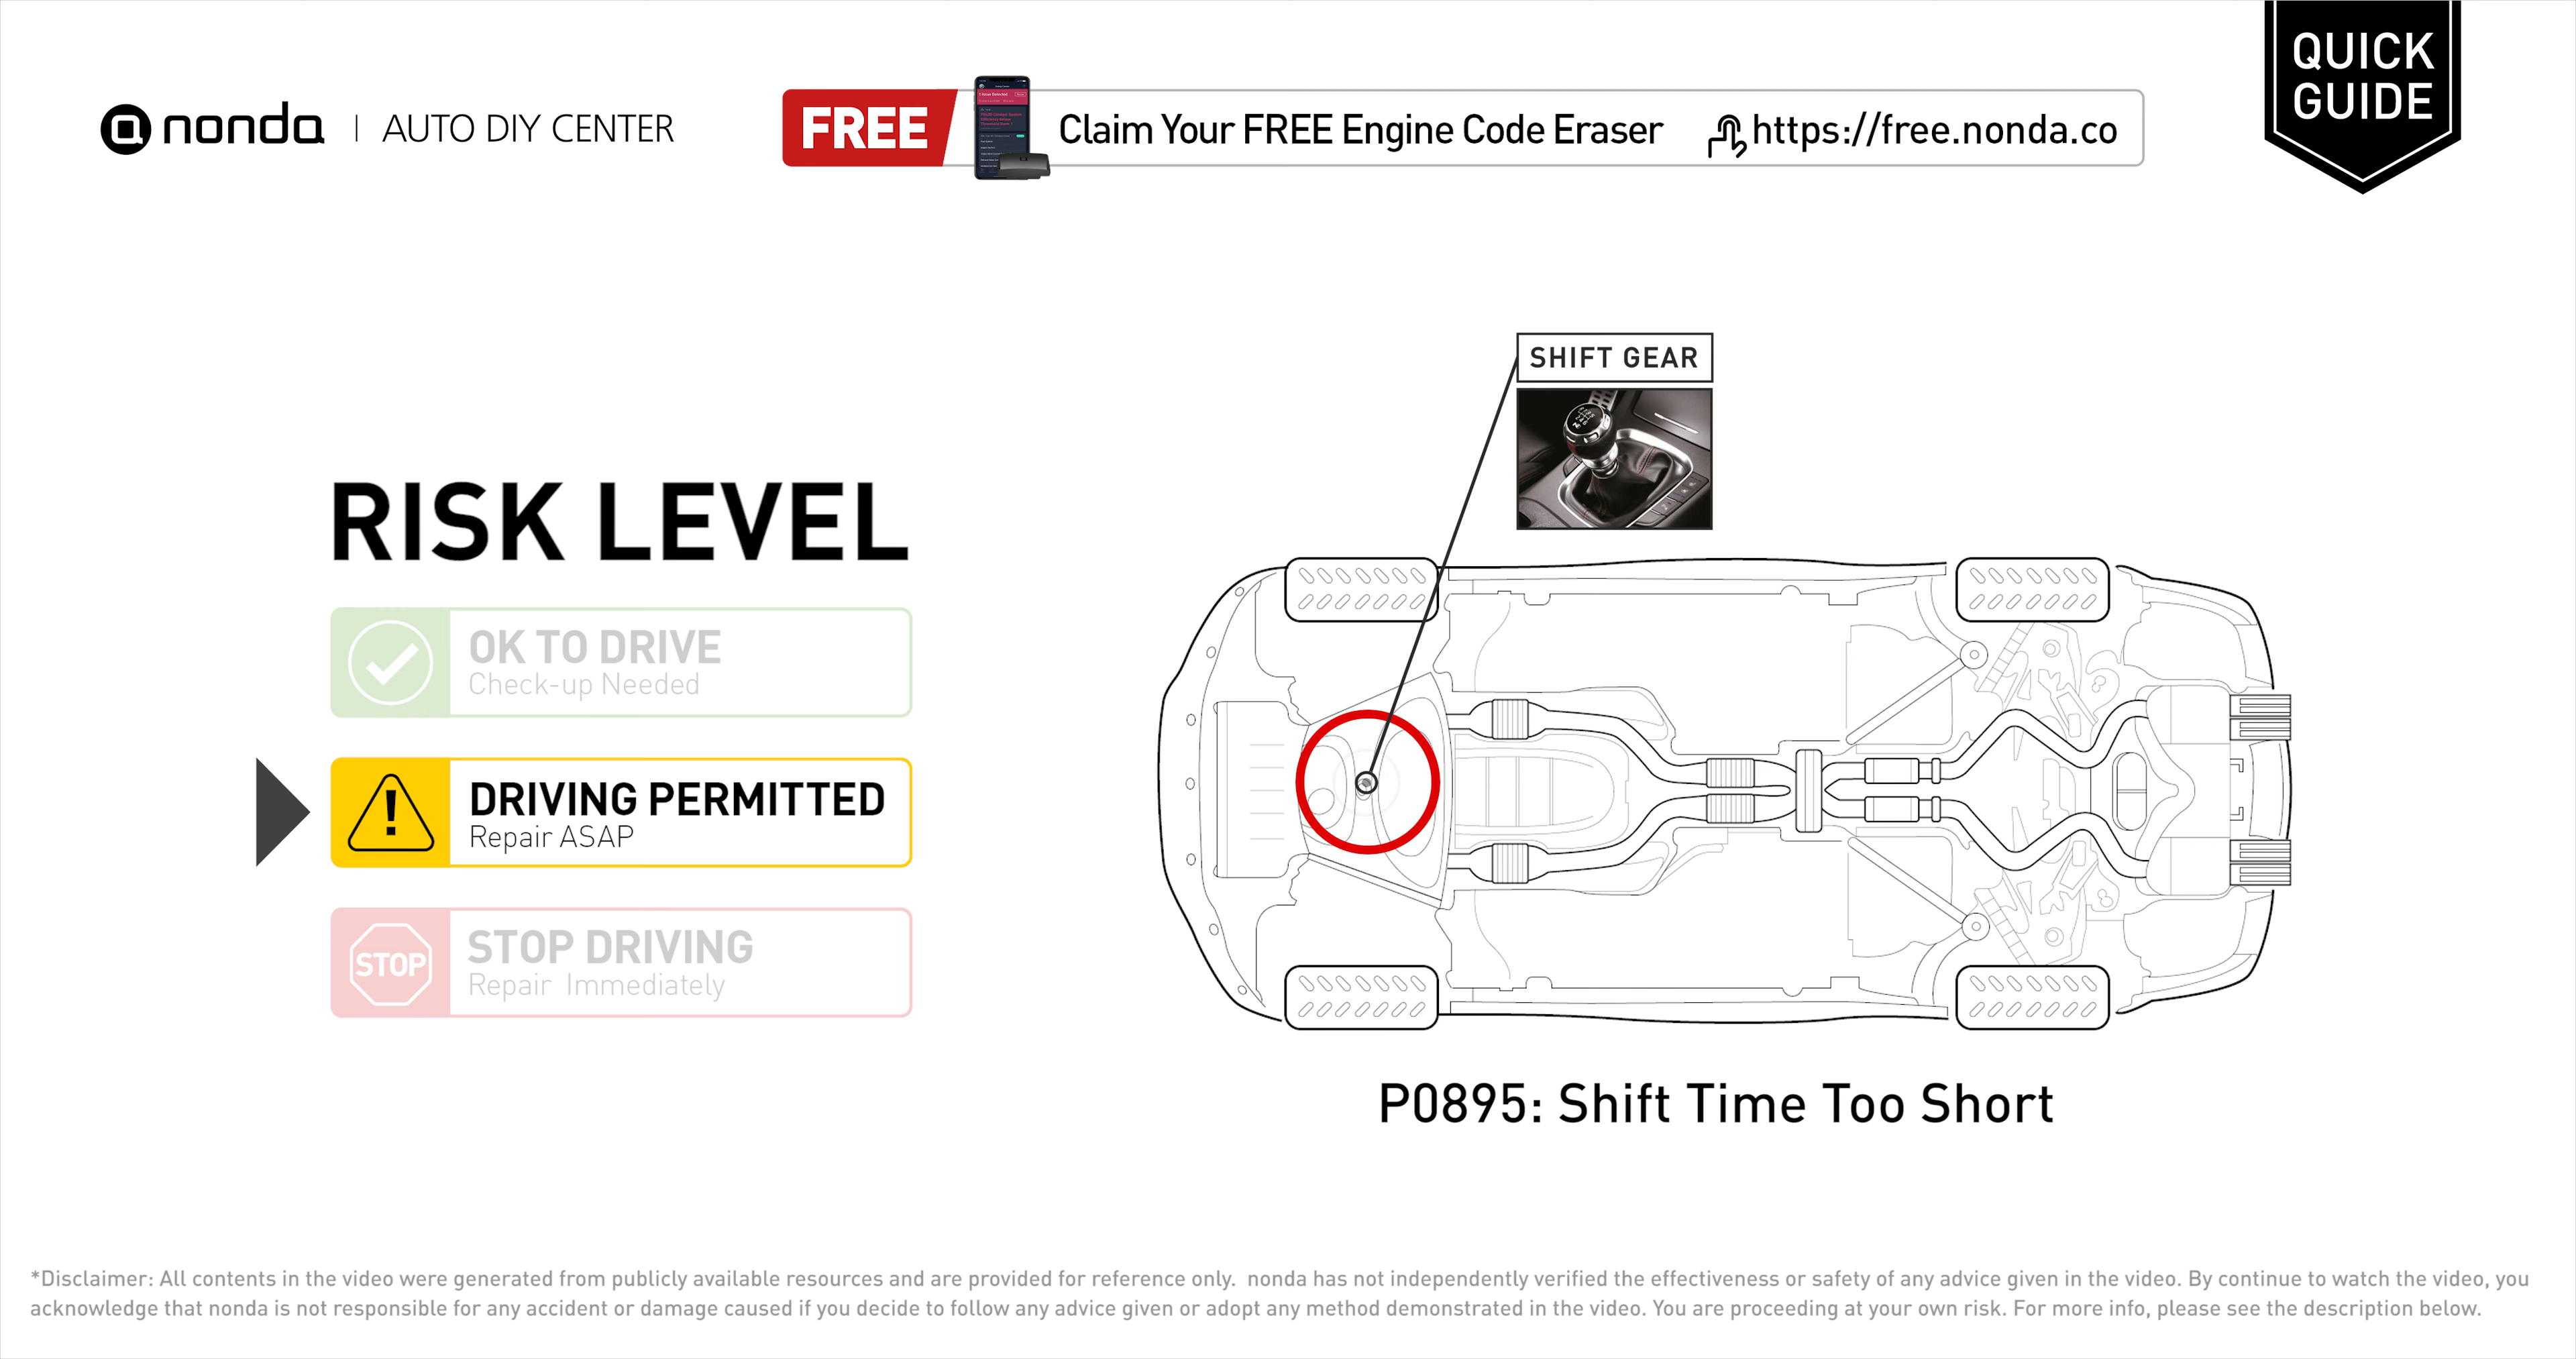 nonda | AUTO DIY CENTER
FREE
Claim Your FREE Engine Code Eraser
https://free.nonda.co
QUICK
GUIDE
SHIFT GEAR
RISK LEVEL
OK TO DRIVE
Check-up Needed
DRIVING PERMITTED
Repair ASAP
STOP
STOP DRIVING
Repair Immediately
P0895: Shift Time Too Short
*Disclaimer: All contents in the video were generated from publicly available resources and are provided for reference only. nonda has not independently verified the effectiveness or safety of any advice given in the video. By continue to watch the video, you
acknowledge that nonda is not responsible for any accident or damage caused if you decide to follow any advice given or adopt any method demonstrated in the video. You are proceeding at your own risk. For more info, please see the description below.